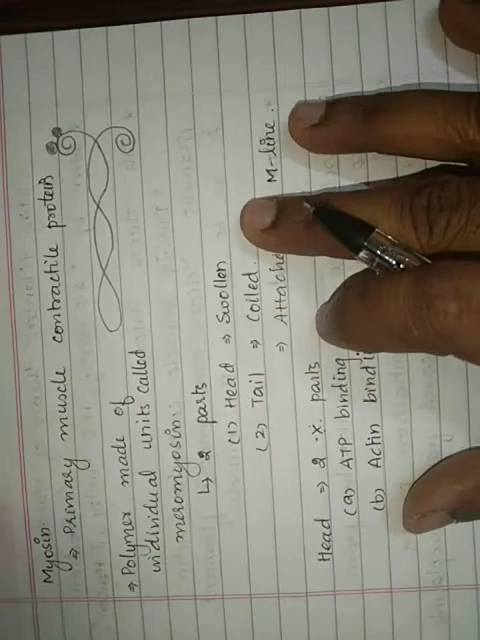 Myosin.
⇒ Primary muscle contractile protein
⇒ Polymer made of
individual units called
meromyosin.
↳ 2 parts
(1) Head ⇒ Swollen
(2) Tail ⇒ Coiled.
⇒ Attache M-line.
Head ⇒ 2 x. parts
(a) ATP binding
(b) Actin bindi